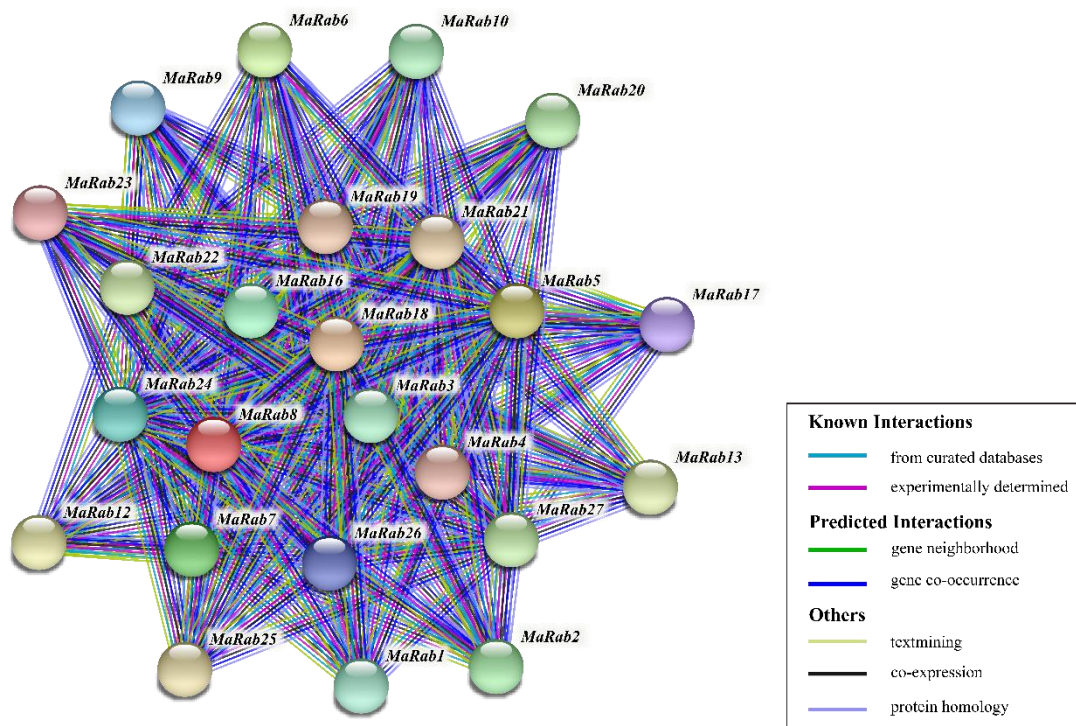 MaRab6
MaRab10
MaRab9
MaRab20
MaRab23
MaRab19
MaRab21
MaRab22
MaRab16
MaRab5
MaRab17
MaRab18
MaRab24
MaRab3
MaRab8
MaRab4
MaRab13
MaRab12
MaRab7
MaRab26
MaRab27
MaRab25
MaRab1
MaRab2
Known Interactions
from curated databases
experimentally determined
Predicted Interactions
gene neighborhood
gene co-occurrence
Others
textmining
co-expression
protein homology